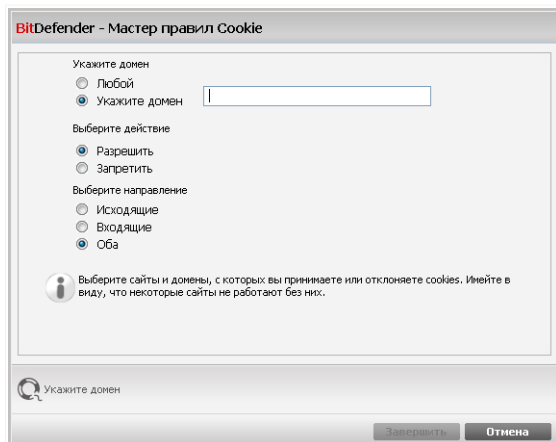 BitDefender - Мастер правил Cookie
Укажите домен
Любой
Укажите домен
Выберите действие
Разрешить
Запретить
Выберите направление
Исходящие
Входящие
Оба
Выберите сайты и домены, с которых вы принимаете или отклоняете cookies. Имейте в
виду, что некоторые сайты не работают без них.
Укажите домен
Завершить
Отмена